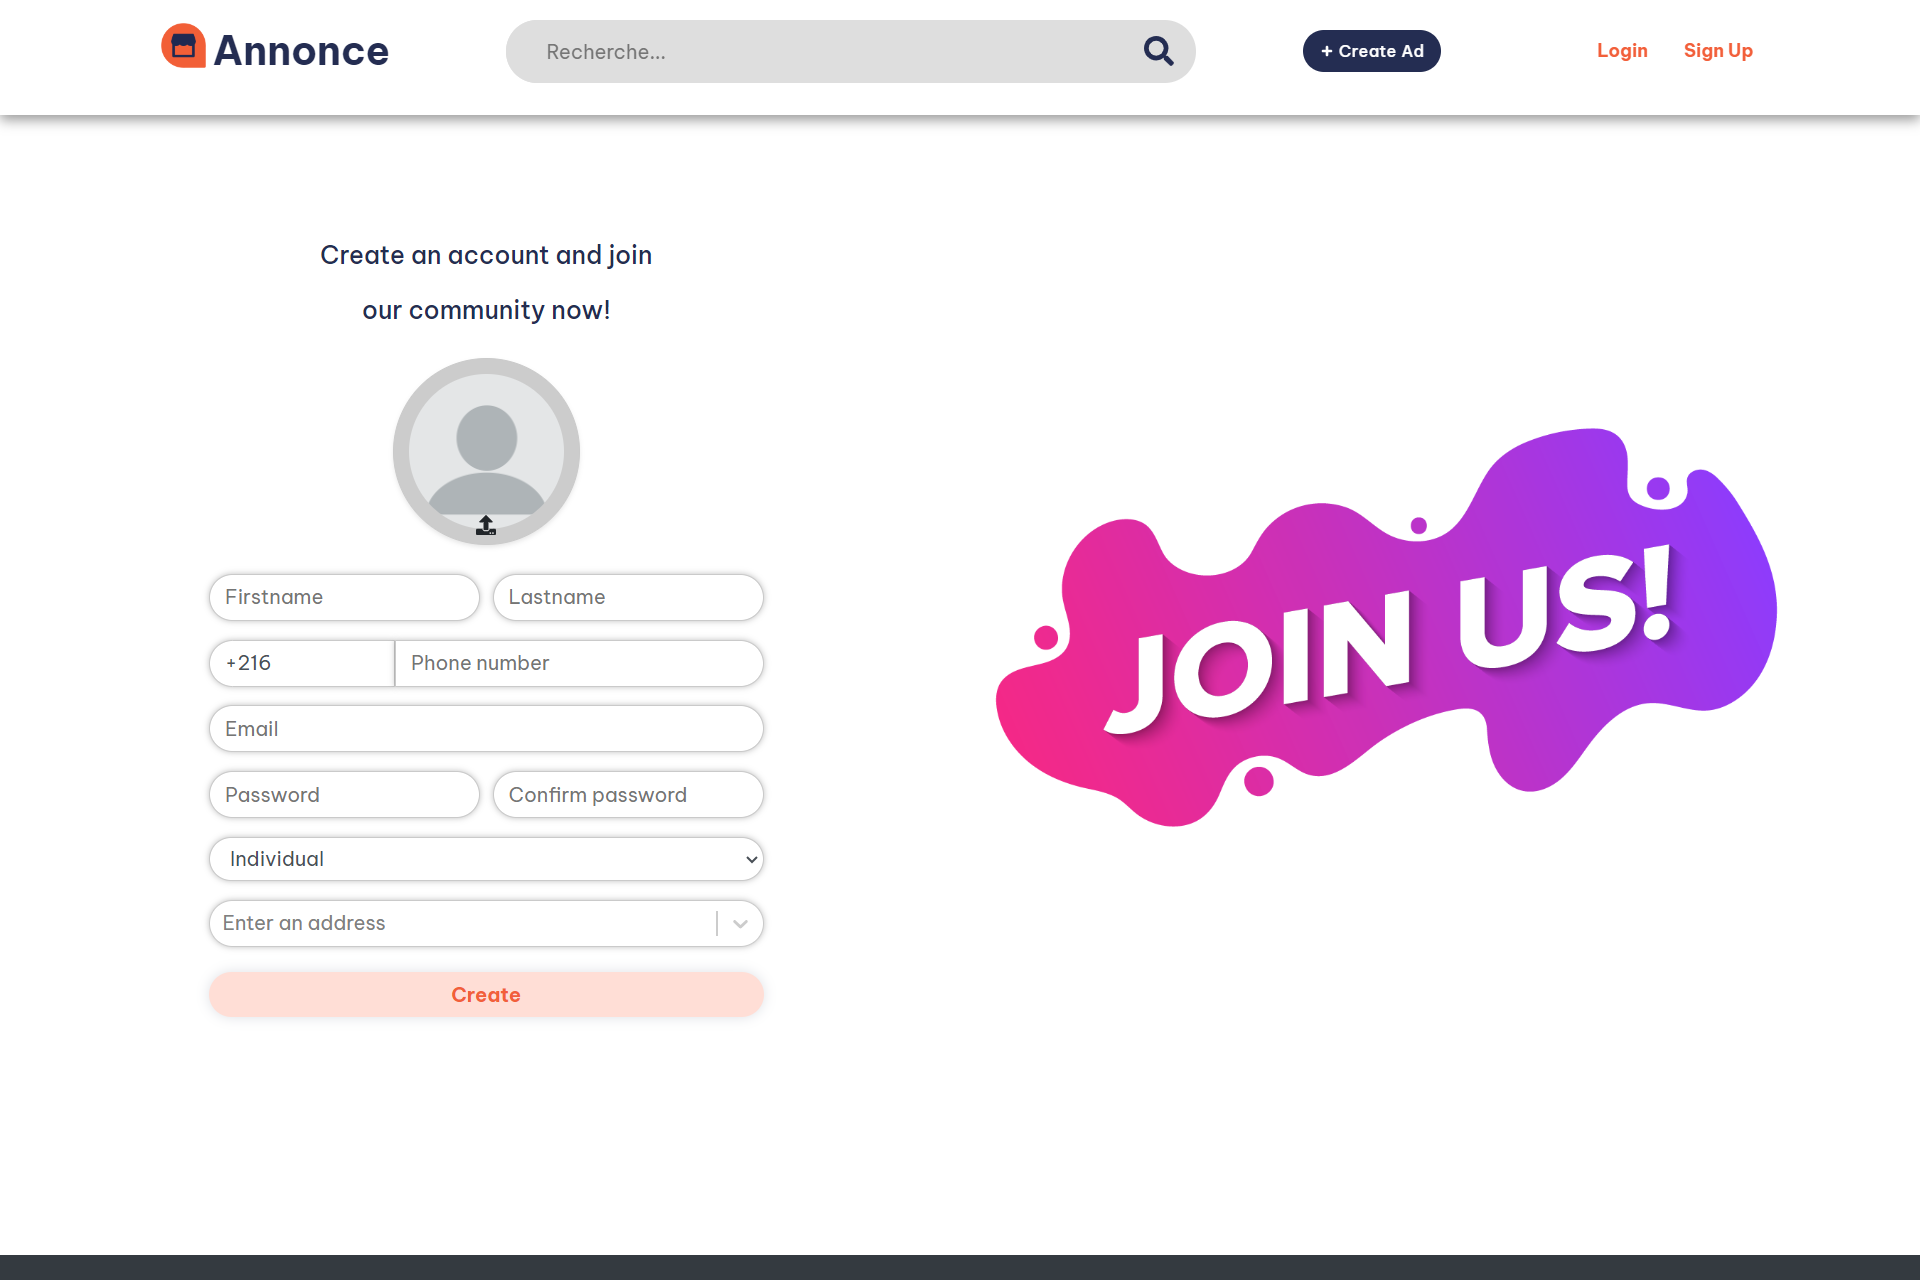 Annonce
Recherche...
+ Create Ad
Login
Sign Up
Create an account and join
our community now!
Firstname
Lastname
+216
Phone number
Email
Password
Confirm password
Individual
Enter an address
Create
JOIN US!